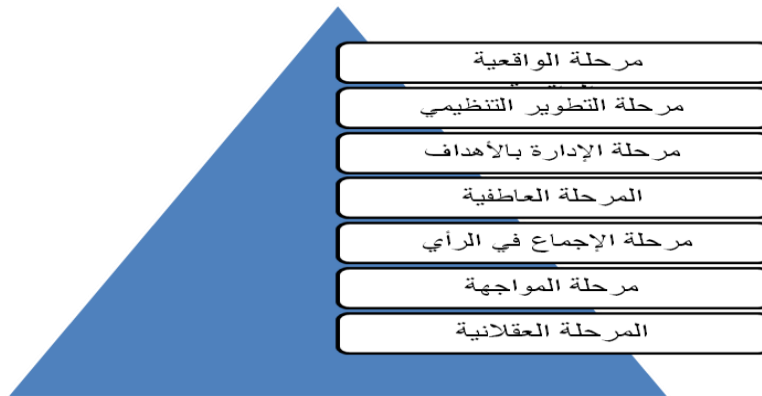 مرحلة الواقعية
مرحلة التطوير التنظيمي
مرحلة الإدارة بالأهداف
المرحلة العاطفية
مرحلة الإجماع في الرأي
مرحلة المواجهة
المرحلة العقلانية